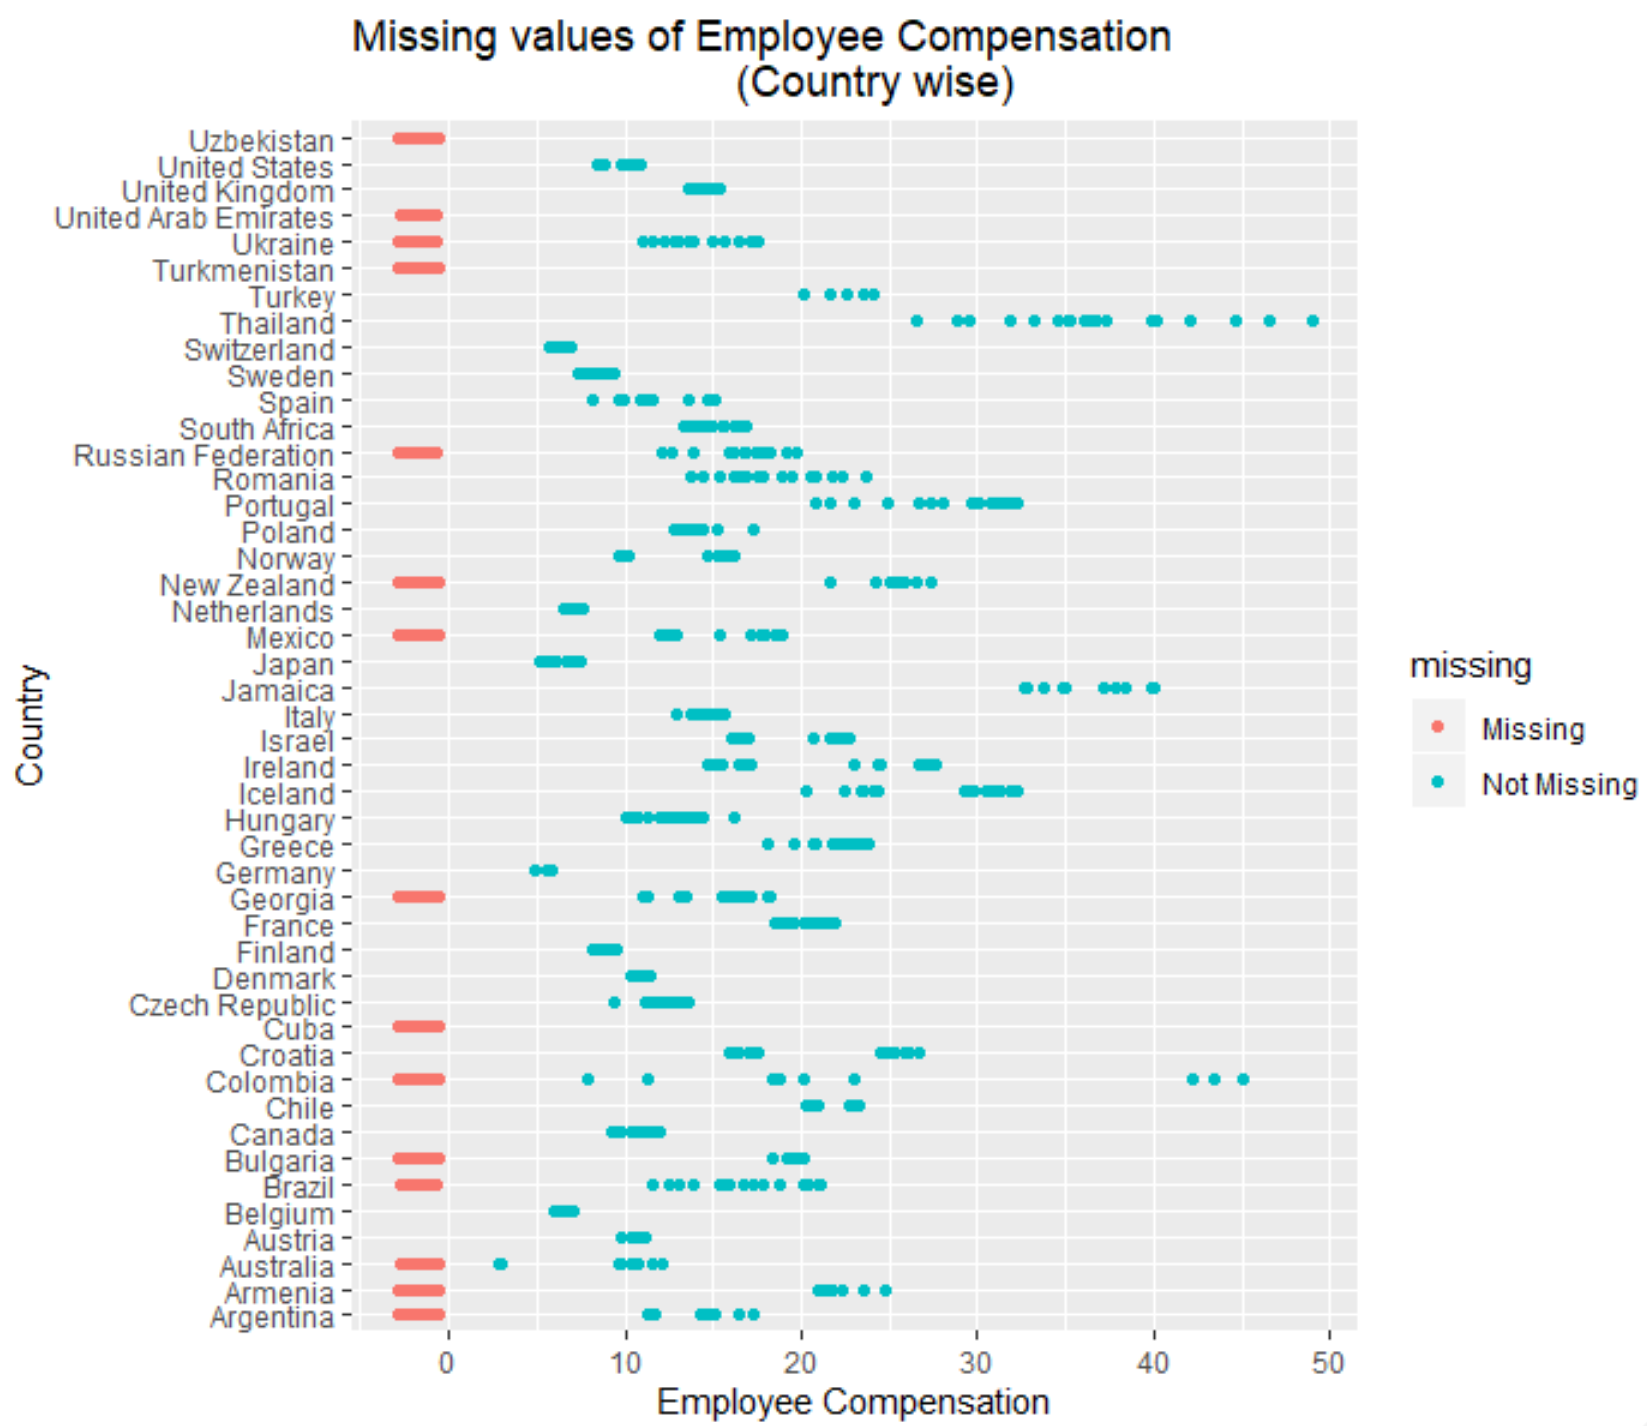 Missing values of Employee Compensation
(Country wise)
Uzbekistan
United States
United Kingdom
United Arab Emirates
Ukraine
Turkmenistan
Turkey
Thailand
Switzerland
Sweden
Spain
South Africa
Russian Federation
Romania
Portugal
Poland
Norway
New Zealand
Netherlands
Mexico
Japan
Jamaica
Italy
Israel
Ireland
Iceland
Hungary
Greece
Germany
Georgia
France
Finland
Denmark
Czech Republic
Cuba
Croatia
Colombia
Chile
Canada
Bulgaria
Brazil
Belgium
Austria
Australia
Armenia
Argentina
Country
0 10 20 30 40 50
Employee Compensation
missing
Missing
Not Missing